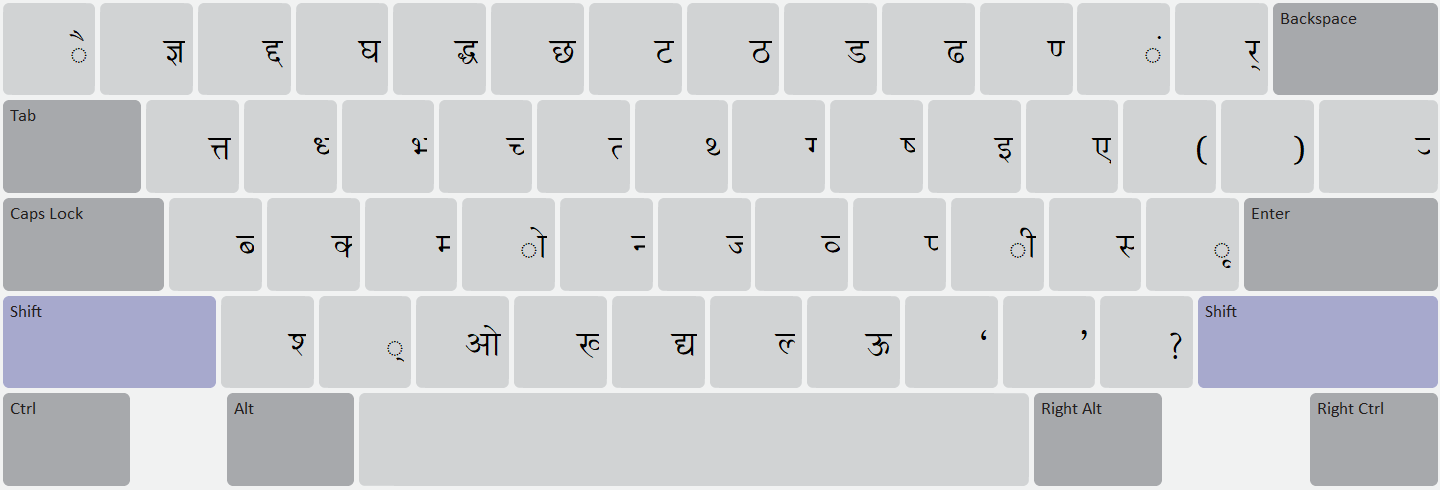 ै ज्ञ द्द घ द्ध छ ट ठ ड ढ ण् ं र्‍ Backspace
Tab त्त ध्‍ भ्‍ च्‍ त्‍ थ्‍ ग्‍ ष्‍ इ ए ( )
Caps Lock ब्‍ क्‍ म्‍ ो न्‍ ज्‍ व्‍ प्‍ ी स्‍ ू Enter
Shift श्‍ ् ओ ख्‍ द्य ल्‍ ऊ ‘ ’ ? Shift
Ctrl Alt Right Alt Right Ctrl